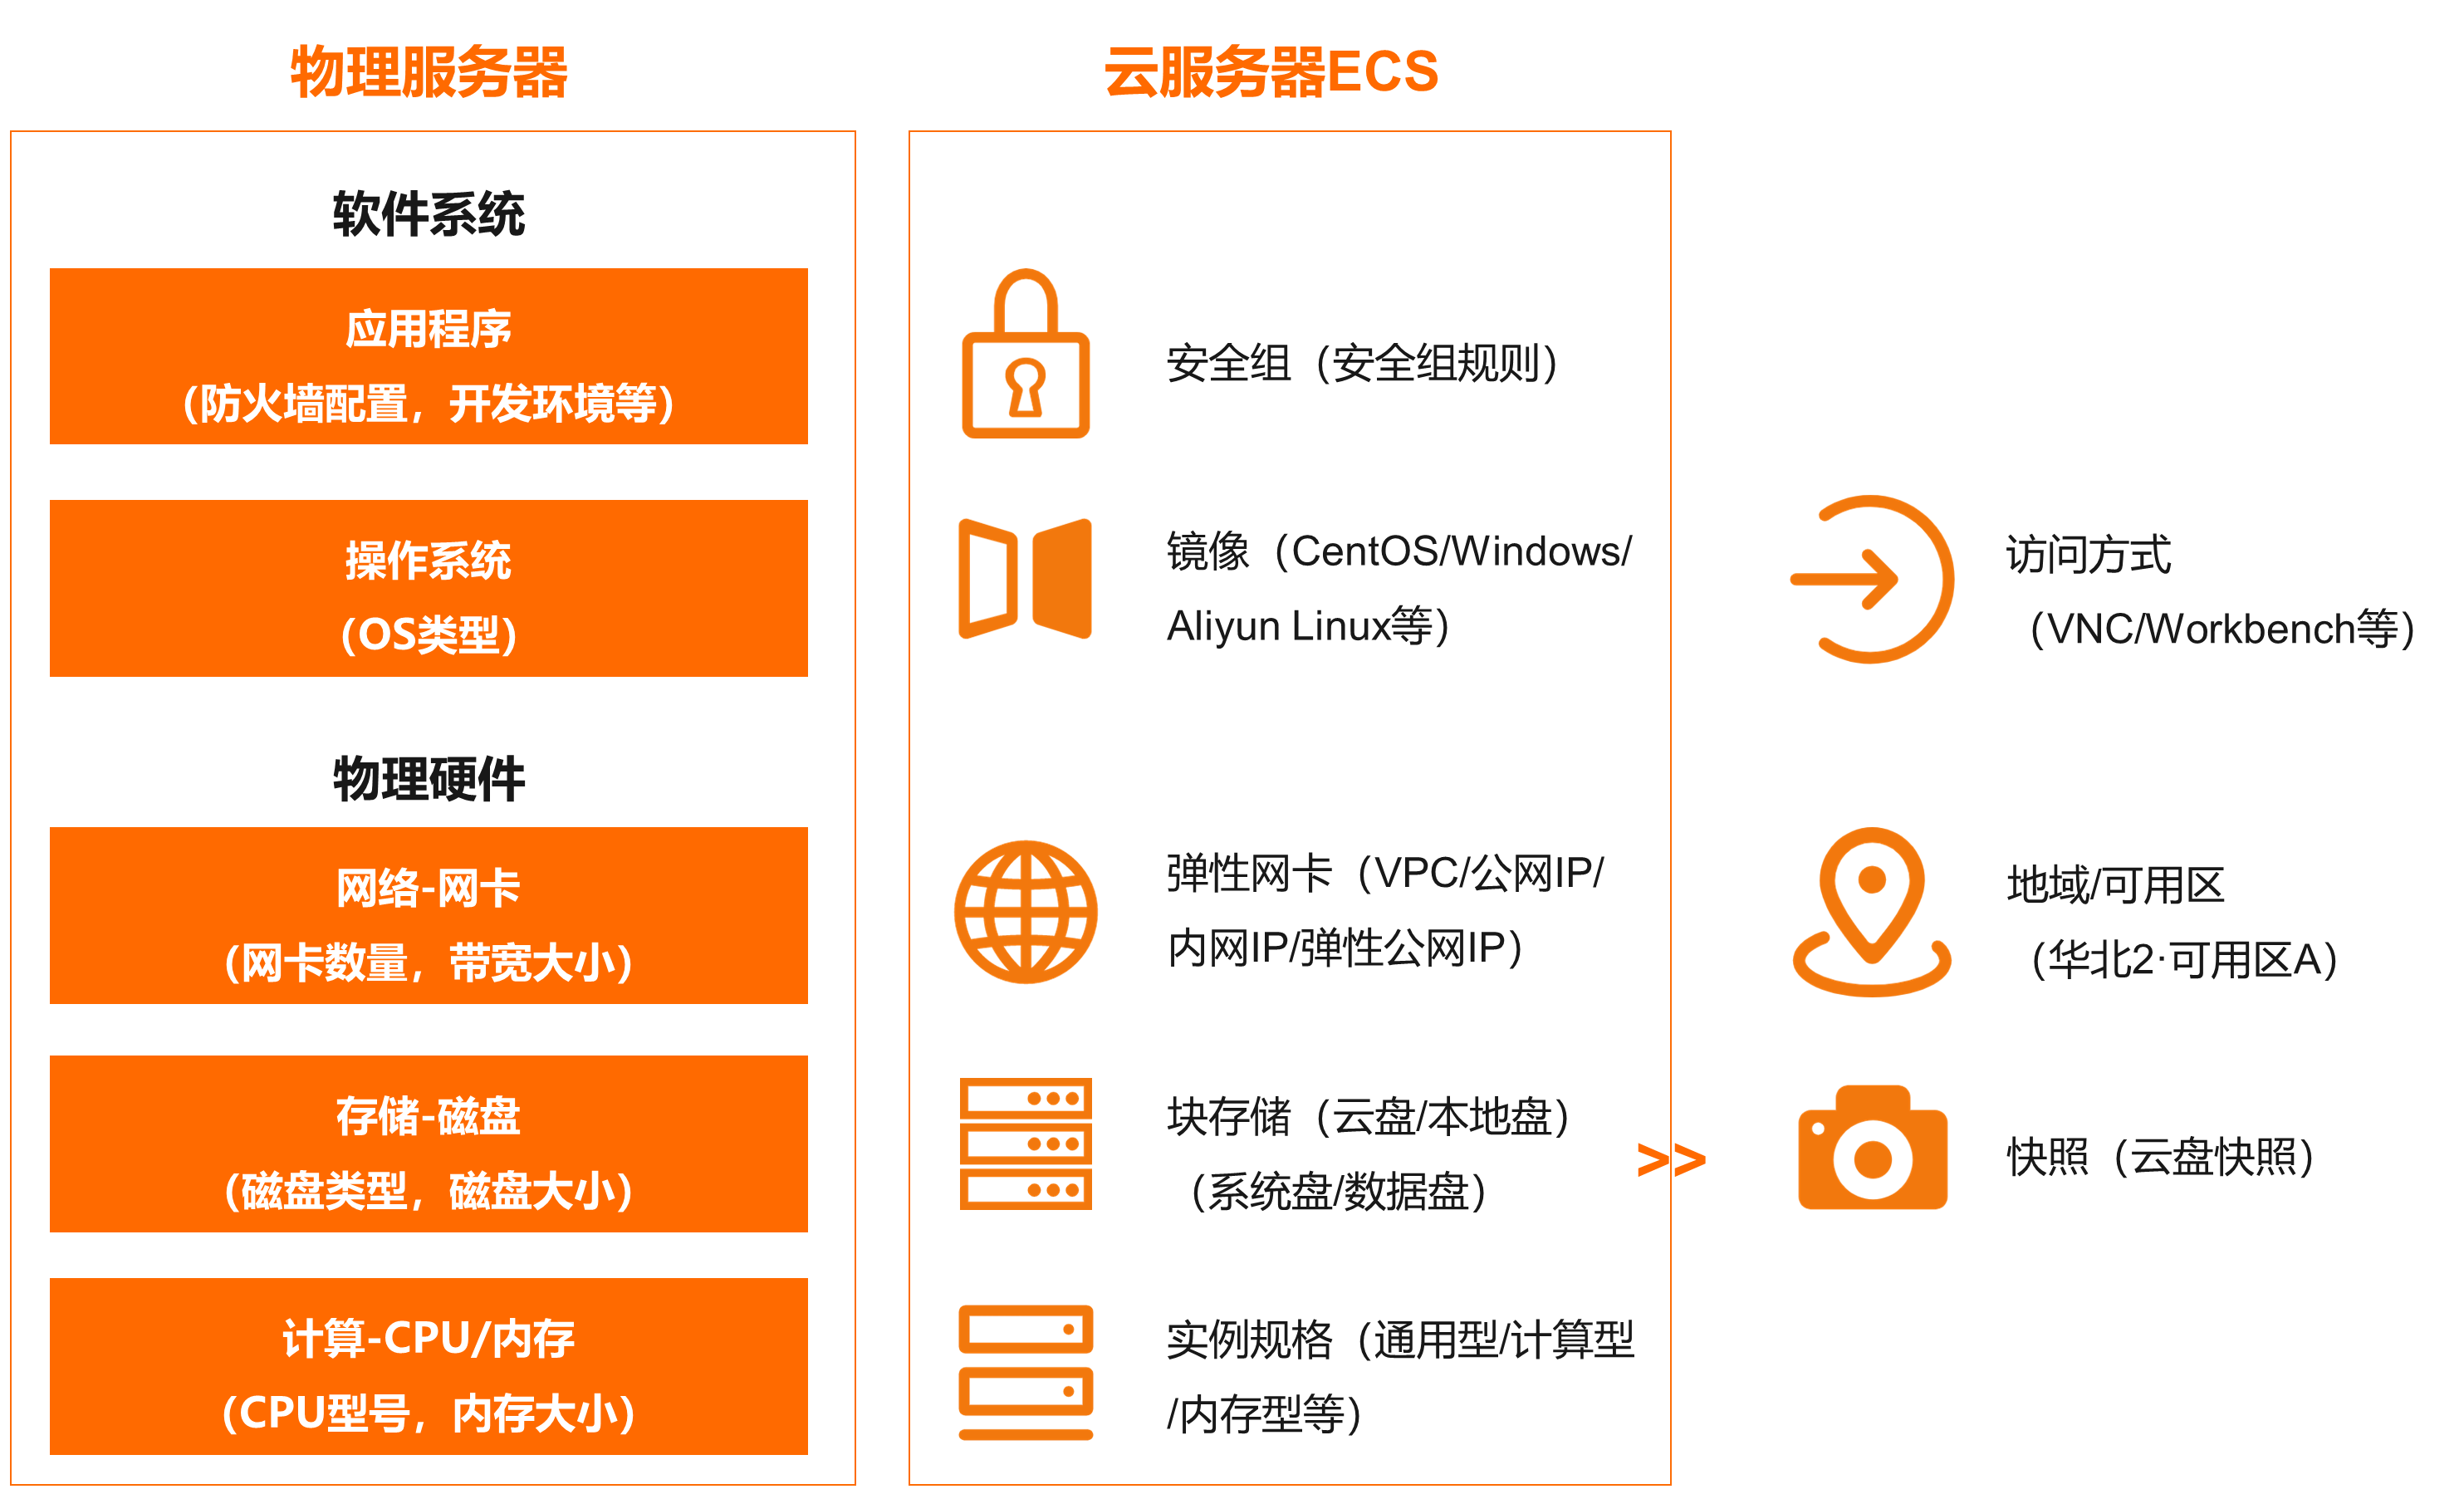 物理服务器
云服务器ECS
软件系统
应用程序
(防火墙配置，开发环境等)
操作系统
(OS类型)
物理硬件
网络-网卡
(网卡数量，带宽大小)
存储-磁盘
(磁盘类型，磁盘大小)
计算-CPU/内存
(CPU型号，内存大小)
安全组（安全组规则）
镜像（CentOS/Windows/
Aliyun Linux等）
弹性网卡（VPC/公网IP/
内网IP/弹性公网IP）
块存储（云盘/本地盘）
（系统盘/数据盘）
实例规格（通用型/计算型
/内存型等）
>>
访问方式
（VNC/Workbench等）
地域/可用区
（华北2·可用区A）
快照（云盘快照）